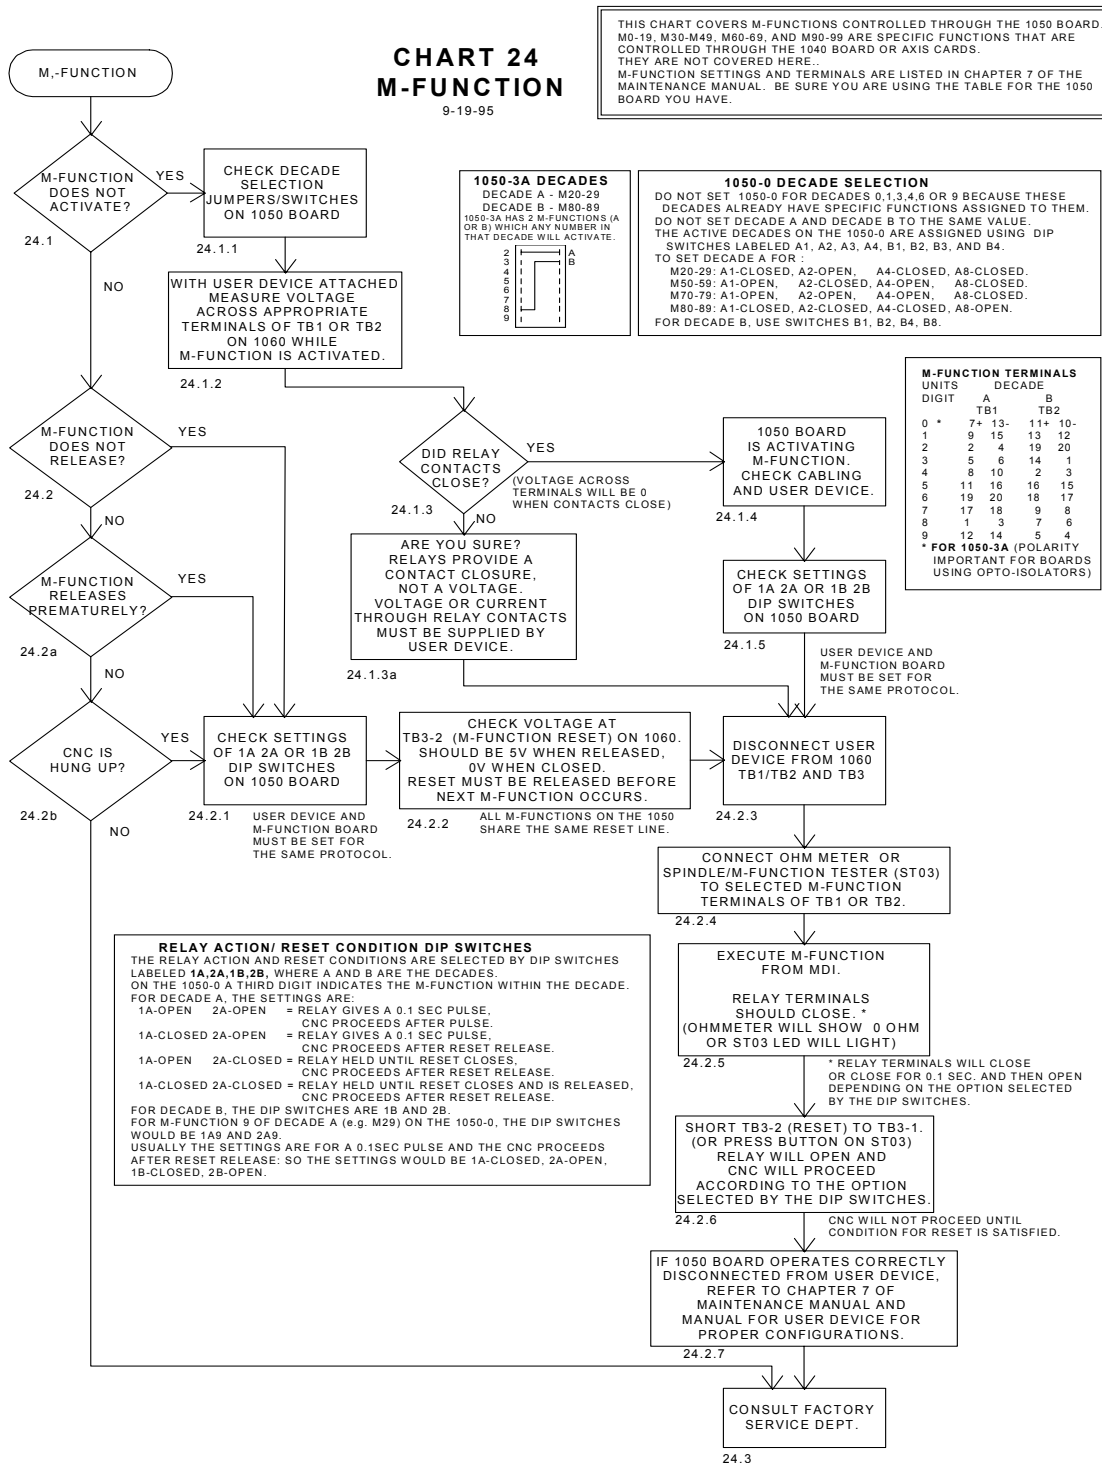 THIS CHART COVERS M-FUNCTIONS CONTROLLED THROUGH THE 1050 BOARD.
M0-19, M30-M49, M60-69, AND M90-99 ARE SPECIFIC FUNCTIONS THAT ARE
CONTROLLED THROUGH THE 1040 BOARD OR AXIS CARDS.
THEY ARE NOT COVERED HERE..
M-FUNCTION SETTINGS AND TERMINALS ARE LISTED IN CHAPTER 7 OF THE
MAINTENANCE MANUAL. BE SURE YOU ARE USING THE TABLE FOR THE 1050
BOARD YOU HAVE.
CHART 24
M-FUNCTION
9-19-95
M,-FUNCTION
M-FUNCTION
DOES NOT
ACTIVATE?
YES
24.1
NO
CHECK DECADE
SELECTION
JUMPERS/SWITCHES
ON 1050 BOARD
24.1.1
WITH USER DEVICE ATTACHED
MEASURE VOLTAGE
ACROSS APPROPRIATE
TERMINALS OF TB1 OR TB2
ON 1060 WHILE
M-FUNCTION IS ACTIVATED.
24.1.2
1050-3A DECADES
DECADE A - M20-29
DECADE B - M80-89
1050-3A HAS 2 M-FUNCTIONS (A
OR B) WHICH ANY NUMBER IN
THAT DECADE WILL ACTIVATE.
2 A
3 B
4
5
6
7
8
9
1050-0 DECADE SELECTION
DO NOT SET 1050-0 FOR DECADES 0,1,3,4,6 OR 9 BECAUSE THESE
DECADES ALREADY HAVE SPECIFIC FUNCTIONS ASSIGNED TO THEM.
DO NOT SET DECADE A AND DECADE B TO THE SAME VALUE.
THE ACTIVE DECADES ON THE 1050-0 ARE ASSIGNED USING DIP
SWITCHES LABELED A1, A2, A3, A4, B1, B2, B3, AND B4.
TO SET DECADE A FOR :
M20-29: A1-CLOSED, A2-OPEN, A4-CLOSED, A8-CLOSED.
M50-59: A1-OPEN, A2-CLOSED, A4-OPEN, A8-CLOSED.
M70-79: A1-OPEN, A2-OPEN, A4-OPEN, A8-CLOSED.
M80-89: A1-CLOSED, A2-CLOSED, A4-CLOSED, A8-OPEN.
FOR DECADE B, USE SWITCHES B1, B2, B4, B8.
M-FUNCTION TERMINALS
UNITS DECADE
DIGIT A B
TB1 TB2
0 * 7+ 13- 11+ 10-
1 9 15 13 12
2 2 4 19 20
3 5 6 14 1
4 8 10 2 3
5 11 16 16 15
6 19 20 18 17
7 17 18 9 8
8 1 3 7 6
9 12 14 5 4
* FOR 1050-3A (POLARITY
IMPORTANT FOR BOARDS
USING OPTO-ISOLATORS)
M-FUNCTION
DOES NOT
RELEASE?
YES
24.2
NO
DID RELAY
CONTACTS
CLOSE?
YES
(VOLTAGE ACROSS
TERMINALS WILL BE 0
WHEN CONTACTS CLOSE)
24.1.3
NO
1050 BOARD
IS ACTIVATING
M-FUNCTION.
CHECK CABLING
AND USER DEVICE.
24.1.4
ARE YOU SURE?
RELAYS PROVIDE A
CONTACT CLOSURE,
NOT A VOLTAGE.
VOLTAGE OR CURRENT
THROUGH RELAY CONTACTS
MUST BE SUPPLIED BY
USER DEVICE.
24.1.3a
CHECK SETTINGS
OF 1A 2A OR 1B 2B
DIP SWITCHES
ON 1050 BOARD
24.1.5
USER DEVICE AND
M-FUNCTION BOARD
MUST BE SET FOR
THE SAME PROTOCOL.
M-FUNCTION
RELEASES
PREMATURELY?
YES
24.2a
NO
CNC IS
HUNG UP?
YES
24.2b
NO
CHECK SETTINGS
OF 1A 2A OR 1B 2B
DIP SWITCHES
ON 1050 BOARD
24.2.1
USER DEVICE AND
M-FUNCTION BOARD
MUST BE SET FOR
THE SAME PROTOCOL.
CHECK VOLTAGE AT
TB3-2 (M-FUNCTION RESET) ON 1060.
SHOULD BE 5V WHEN RELEASED,
0V WHEN CLOSED.
RESET MUST BE RELEASED BEFORE
NEXT M-FUNCTION OCCURS.
24.2.2
ALL M-FUNCTIONS ON THE 1050
SHARE THE SAME RESET LINE.
DISCONNECT USER
DEVICE FROM 1060
TB1/TB2 AND TB3
24.2.3
CONNECT OHM METER OR
SPINDLE/M-FUNCTION TESTER (ST03)
TO SELECTED M-FUNCTION
TERMINALS OF TB1 OR TB2.
24.2.4
RELAY ACTION/ RESET CONDITION DIP SWITCHES
THE RELAY ACTION AND RESET CONDITIONS ARE SELECTED BY DIP SWITCHES
LABELED 1A,2A,1B,2B, WHERE A AND B ARE THE DECADES.
ON THE 1050-0 A THIRD DIGIT INDICATES THE M-FUNCTION WITHIN THE DECADE.
FOR DECADE A, THE SETTINGS ARE:
1A-OPEN 2A-OPEN = RELAY GIVES A 0.1 SEC PULSE,
CNC PROCEEDS AFTER PULSE.
1A-CLOSED 2A-OPEN = RELAY GIVES A 0.1 SEC PULSE,
CNC PROCEEDS AFTER RESET RELEASE.
1A-OPEN 2A-CLOSED = RELAY HELD UNTIL RESET CLOSES,
CNC PROCEEDS AFTER RESET RELEASE.
1A-CLOSED 2A-CLOSED = RELAY HELD UNTIL RESET CLOSES AND IS RELEASED,
CNC PROCEEDS AFTER RESET RELEASE.
FOR DECADE B, THE DIP SWITCHES ARE 1B AND 2B.
FOR M-FUNCTION 9 OF DECADE A (e.g. M29) ON THE 1050-0, THE DIP SWITCHES
WOULD BE 1A9 AND 2A9.
USUALLY THE SETTINGS ARE FOR A 0.1SEC PULSE AND THE CNC PROCEEDS
AFTER RESET RELEASE: SO THE SETTINGS WOULD BE 1A-CLOSED, 2A-OPEN,
1B-CLOSED, 2B-OPEN.
EXECUTE M-FUNCTION
FROM MDI.
RELAY TERMINALS
SHOULD CLOSE. *
(OHMMETER WILL SHOW 0 OHM
OR ST03 LED WILL LIGHT)
24.2.5
* RELAY TERMINALS WILL CLOSE
OR CLOSE FOR 0.1 SEC. AND THEN OPEN
DEPENDING ON THE OPTION SELECTED
BY THE DIP SWITCHES.
SHORT TB3-2 (RESET) TO TB3-1.
(OR PRESS BUTTON ON ST03)
RELAY WILL OPEN AND
CNC WILL PROCEED
ACCORDING TO THE OPTION
SELECTED BY THE DIP SWITCHES.
24.2.6
CNC WILL NOT PROCEED UNTIL
CONDITION FOR RESET IS SATISFIED.
IF 1050 BOARD OPERATES CORRECTLY
DISCONNECTED FROM USER DEVICE,
REFER TO CHAPTER 7 OF
MAINTENANCE MANUAL AND
MANUAL FOR USER DEVICE FOR
PROPER CONFIGURATIONS.
24.2.7
CONSULT FACTORY
SERVICE DEPT.
24.3